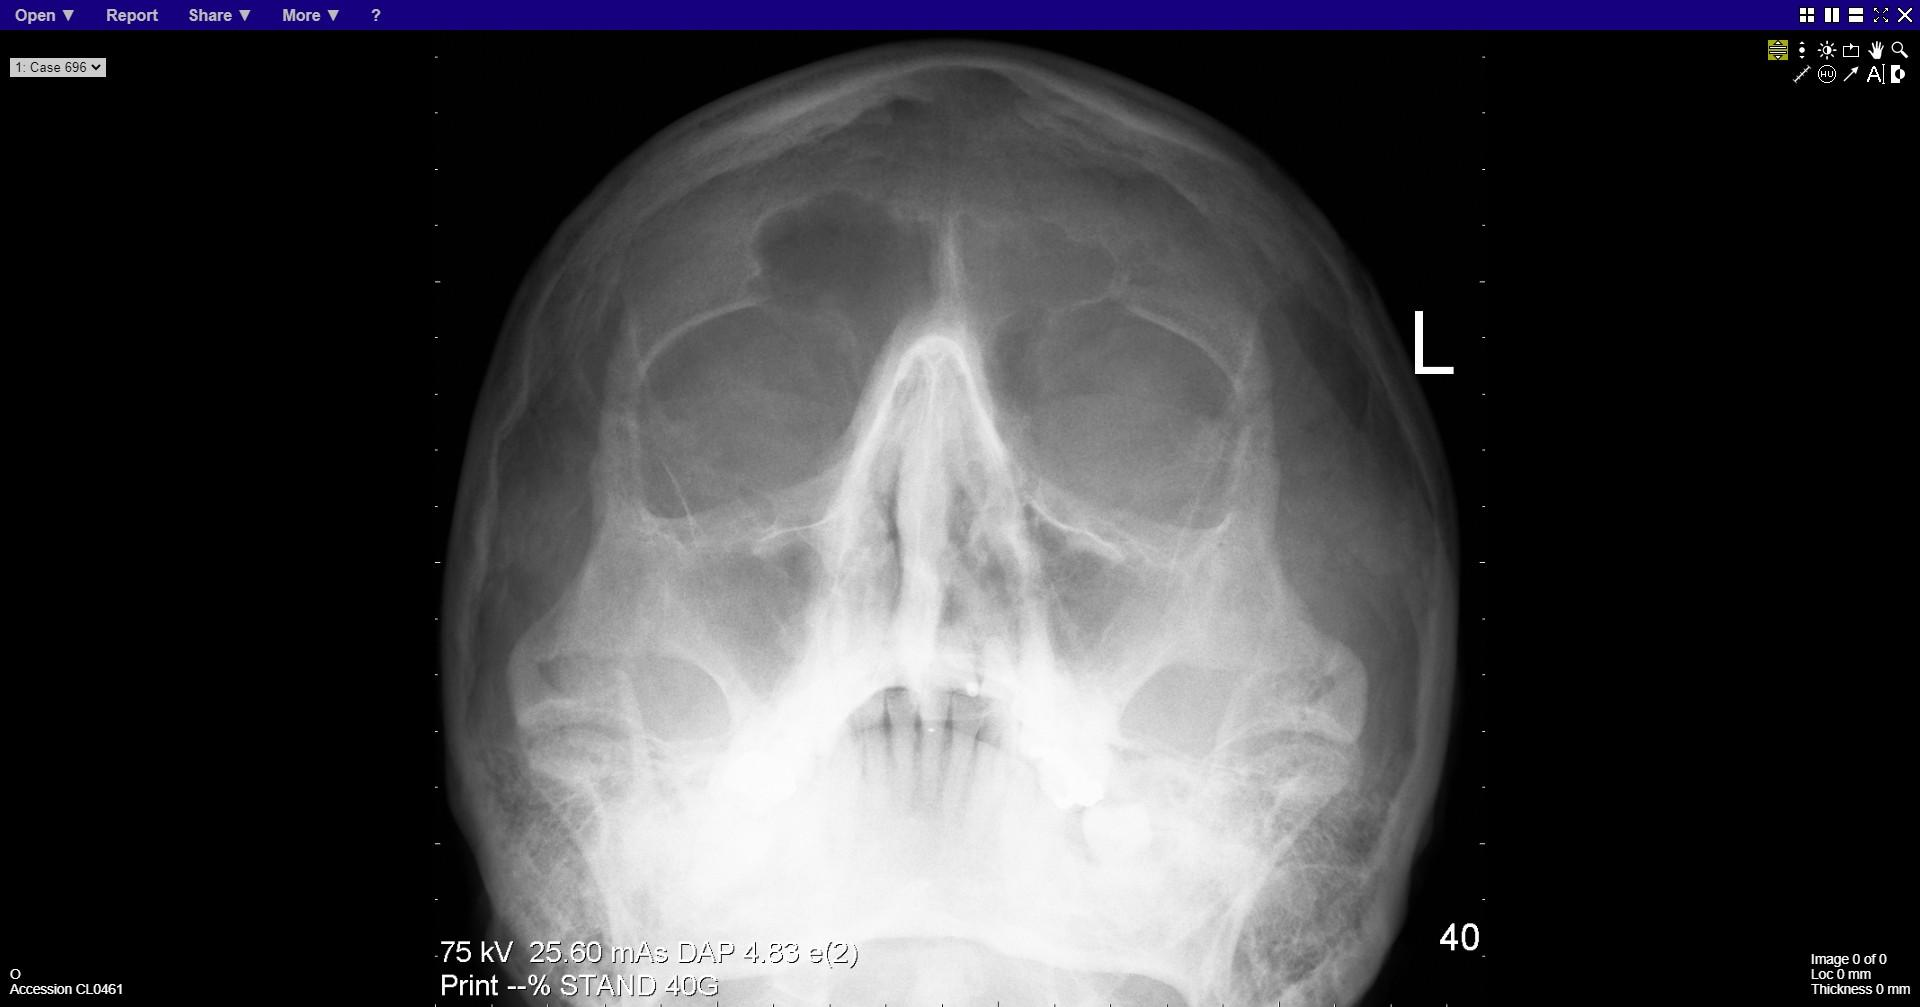 Open ▼ Report Share ▼ More ▼ ?
1: Case 696
HU
A
L
40
75 kV 25.60 mAs DAP 4.83 e(2)
Print --% STAND 40G
O
Accession CL0461
Image 0 of 0
Loc 0 mm
Thickness 0 mm